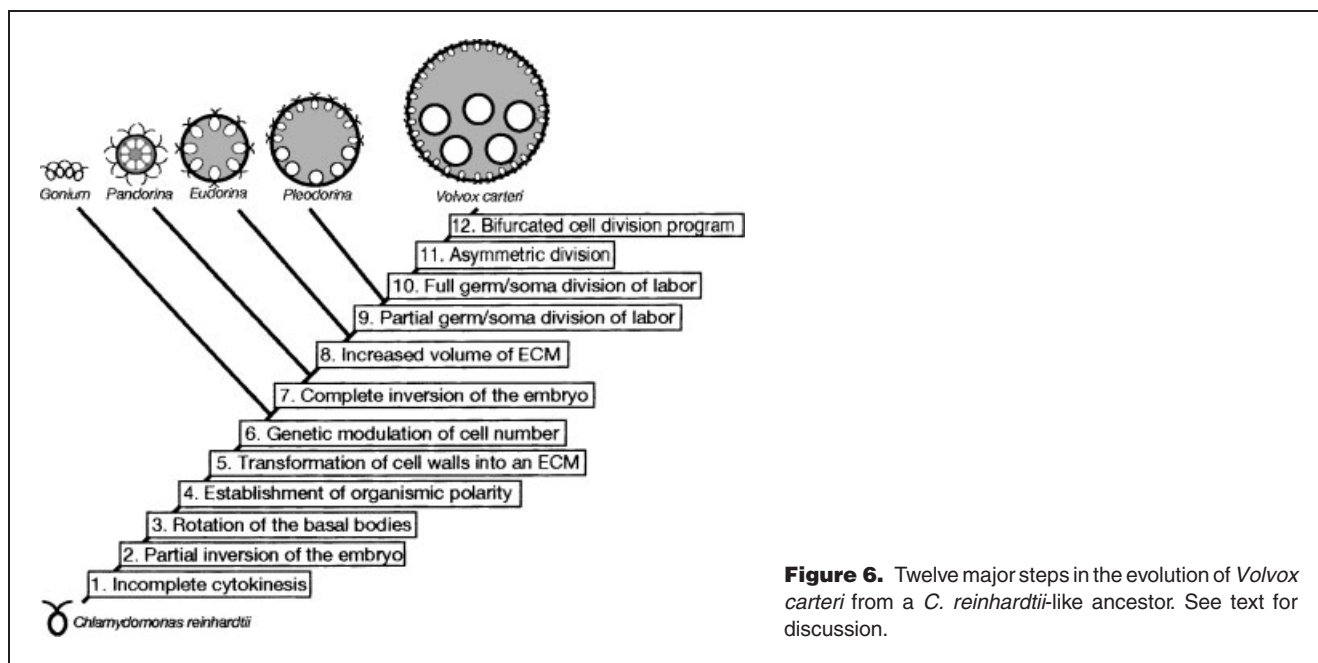 Gonium Pandorina Eudorina Pleodorina Volvox carteri
12. Bifurcated cell division program
11. Asymmetric division
10. Full germ/soma division of labor
9. Partial germ/soma division of labor
8. Increased volume of ECM
7. Complete inversion of the embryo
6. Genetic modulation of cell number
5. Transformation of cell walls into an ECM
4. Establishment of organismic polarity
3. Rotation of the basal bodies
2. Partial inversion of the embryo
1. Incomplete cytokinesis
Chlamydomonas reinhardtii
Figure 6. Twelve major steps in the evolution of Volvox
carteri from a C. reinhardtii-like ancestor. See text for
discussion.